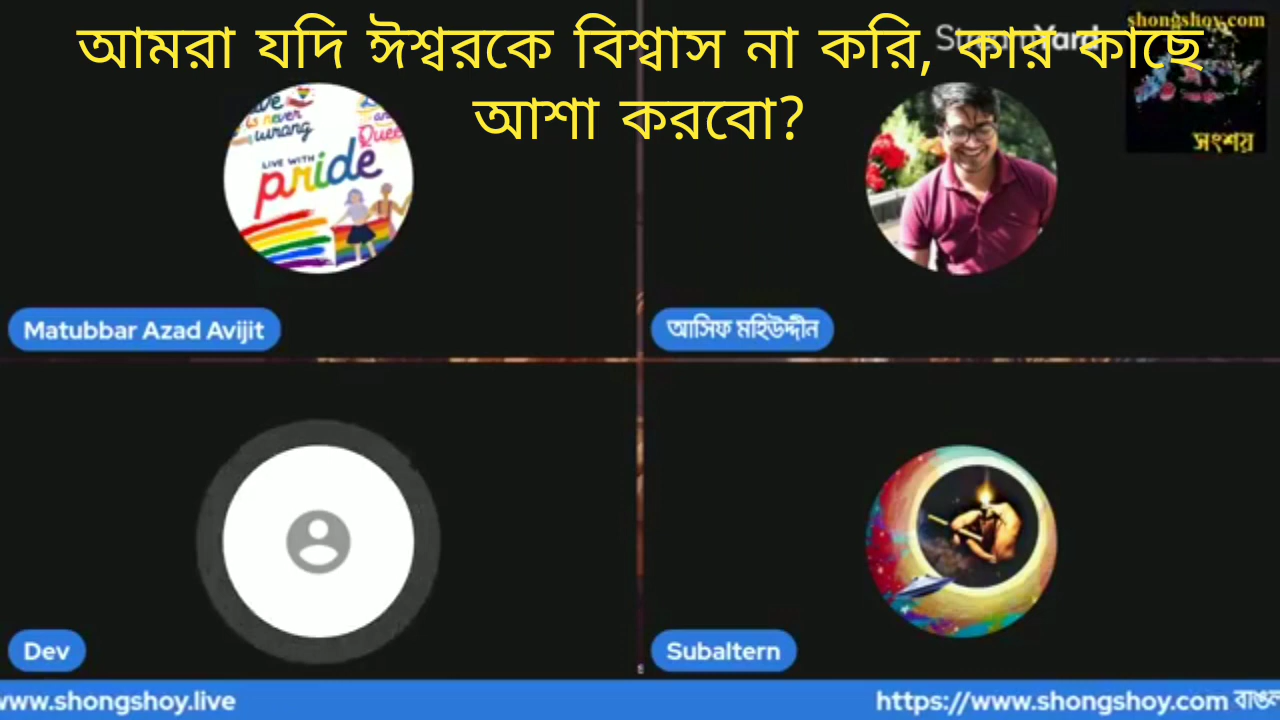 আমরা যদি ঈশ্বরকে বিশ্বাস না করি, কার কাছে
আশা করবো?
StreamYard
shongshoy.com
সংশয়
is never
wrong
LIVE WITH
pride
Matubbar Azad Avijit
আসিফ মহিউদ্দীন
Dev
Subaltern
www.shongshoy.live
https://www.shongshoy.com